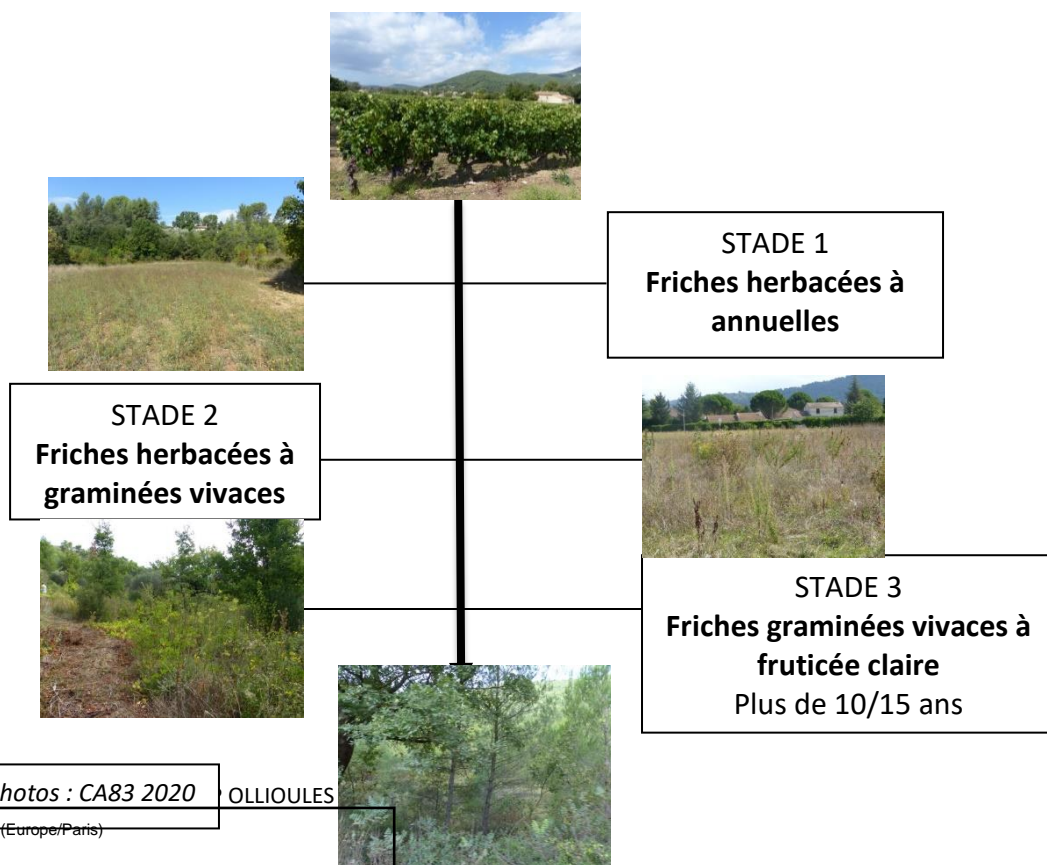 STADE 1
Friches herbacées à
annuelles
STADE 2
Friches herbacées à
graminées vivaces
STADE 3
Friches graminées vivaces à
fruticée claire
Plus de 10/15 ans
hotos : CA83 2020
OLLIOULES
(Europe/Paris)